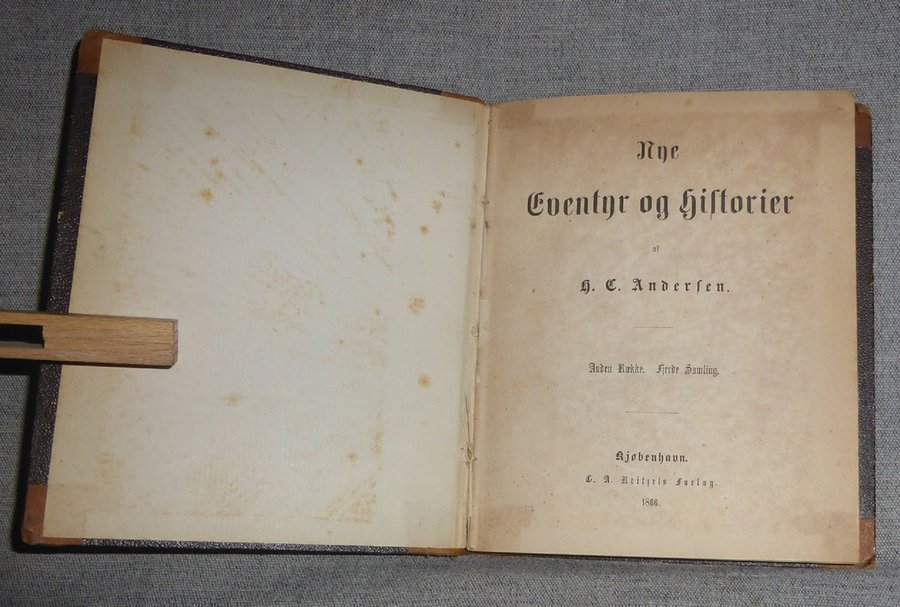 Nye
Eventyr og Hiſtorier
af
H. C. Anderſen.
Anden Række. Fjerde Samling.
Kjøbenhavn.
C. A. Reitzels Forlag.
1866.